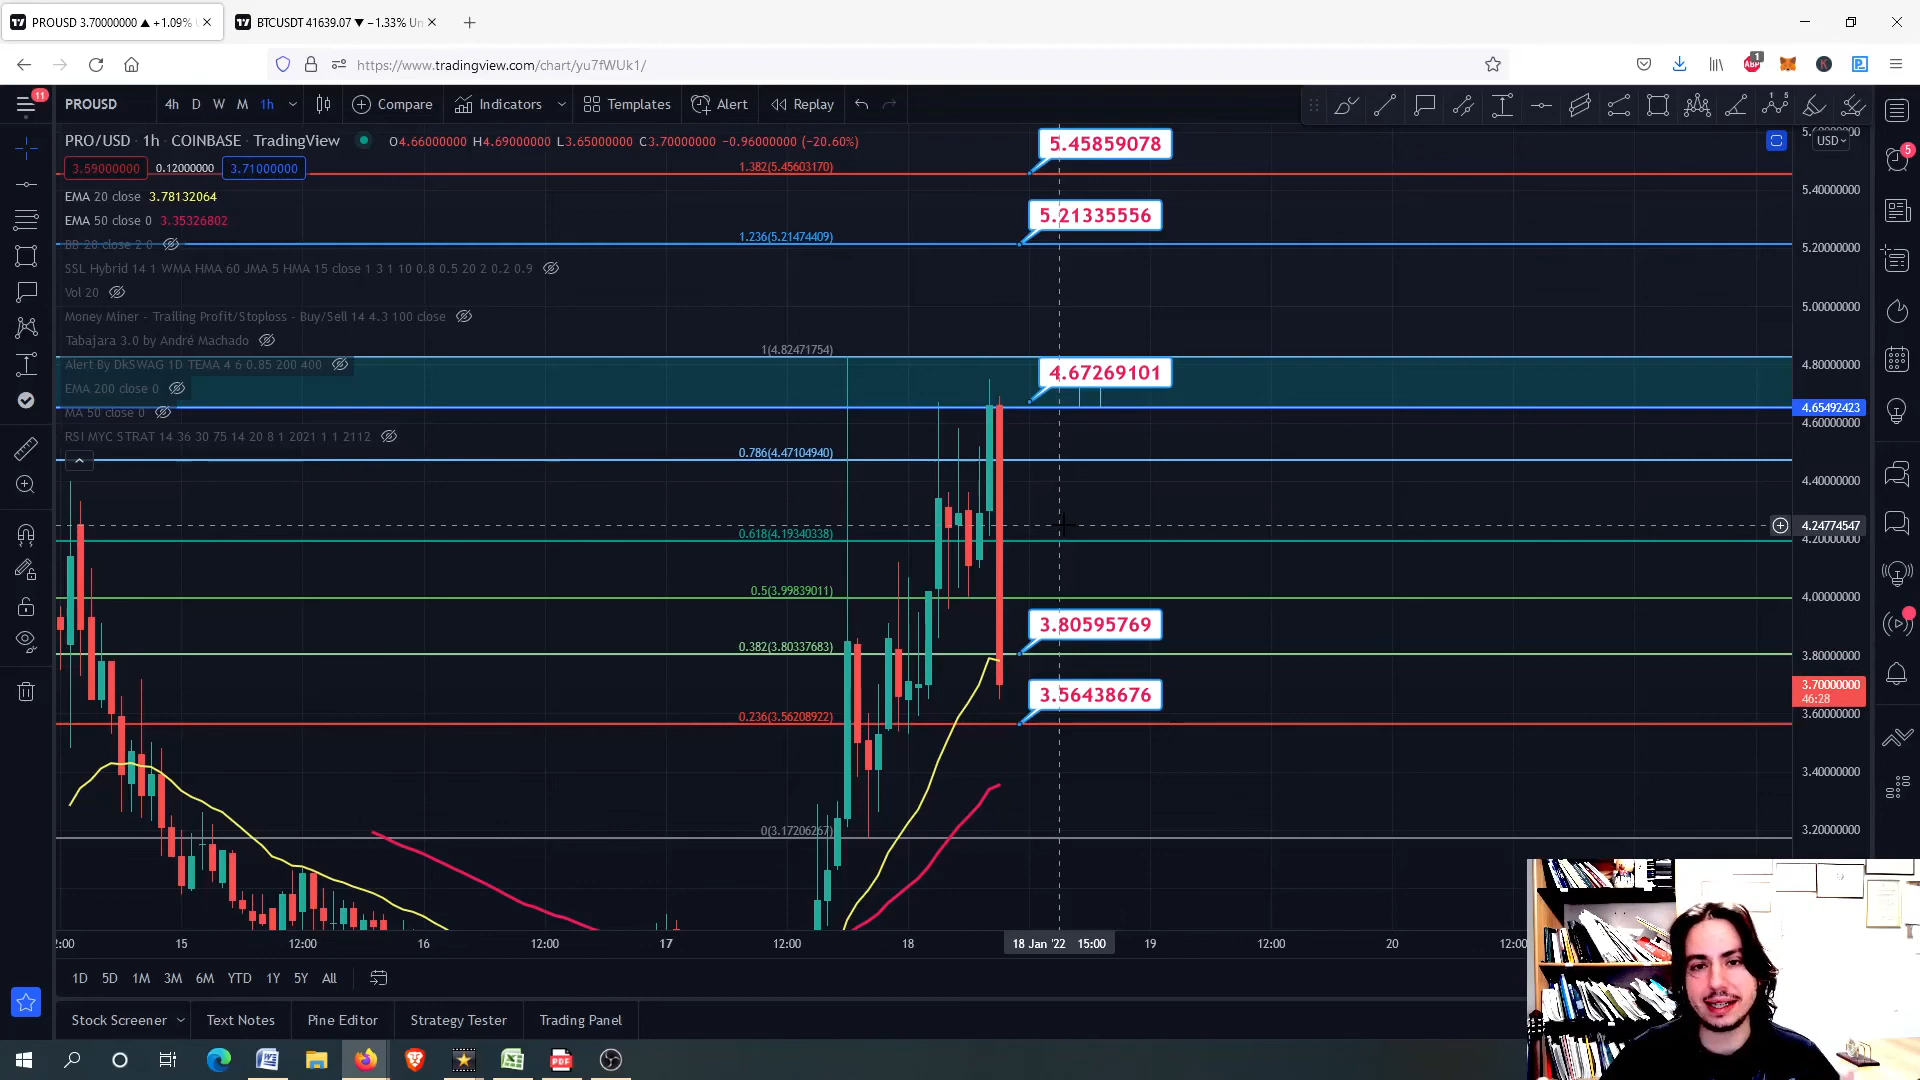 PROUSD 3.70000000 ▲ +1.09%
BTCUSDT 41639.07 ▼ −1.33% Un
https://www.tradingview.com/chart/yu7fWUk1/
1
ABP
K
P
11
PROUSD
4h D W M 1h
Compare
Indicators
Templates
Alert
Replay
PRO/USD · 1h · COINBASE · TradingView
O4.66000000 H4.69000000 L3.65000000 C3.70000000 −0.96000000 (−20.60%)
3.59000000 0.12000000 3.71000000
EMA 20 close 3.78132064
EMA 50 close 0 3.35326802
BB 20 close 2 0
SSL Hybrid 14 1 WMA HMA 60 JMA 5 HMA 15 close 1 3 1 10 0.8 0.5 20 2 0.2 0.9
Vol 20
Money Miner - Trailing Profit/Stoploss - Buy/Sell 14 4.3 100 close
Tabajara 3.0 by André Machado
Alert By DkSWAG 1D TEMA 4 6 0.85 200 400
EMA 200 close 0
MA 50 close 0
RSI MYC STRAT 14 36 30 75 14 20 8 1 2021 1 1 2112
1.382(5.45603170)
1.236(5.21474409)
1(4.82471754)
0.786(4.47104940)
0.618(4.19340338)
0.5(3.99839011)
0.382(3.80337683)
0.236(3.56208922)
0(3.17206267)
5.45859078
5.21335556
4.67269101
3.80595769
3.56438676
USD
5.40000000
5.20000000
5.00000000
4.80000000
4.65492423
4.60000000
4.40000000
4.24774547
4.20000000
4.00000000
3.80000000
3.70000000
46:28
3.60000000
3.40000000
3.20000000
5
2:00 15 12:00 16 12:00 17 12:00 18 18 Jan '22 15:00 19 12:00 20 12:00
1D 5D 1M 3M 6M YTD 1Y 5Y All
Stock Screener
Text Notes
Pine Editor
Strategy Tester
Trading Panel
PDF